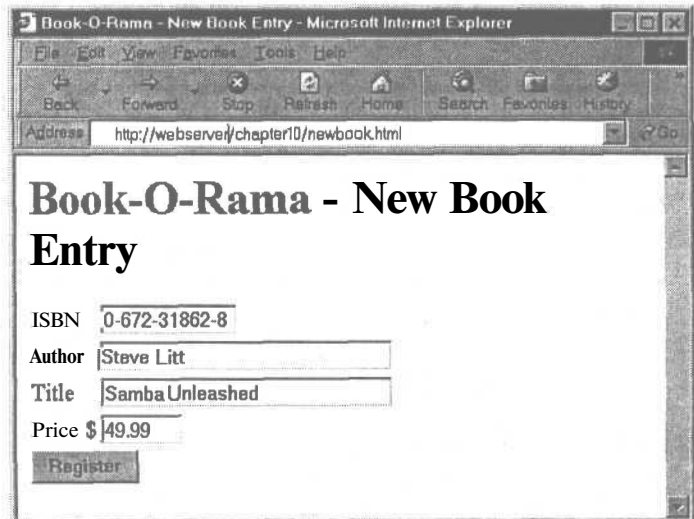 Book-O-Rama - New Book Entry - Microsoft Internet Explorer
File Edit View Favorites Tools Help
Back Forward Stop Refresh Home Search Favorites History
Address http://webserver/chapter10/newbook.html Go
Book-O-Rama - New Book
Entry
ISBN 0-672-31862-8
Author Steve Litt
Title Samba Unleashed
Price $ 49.99
Register